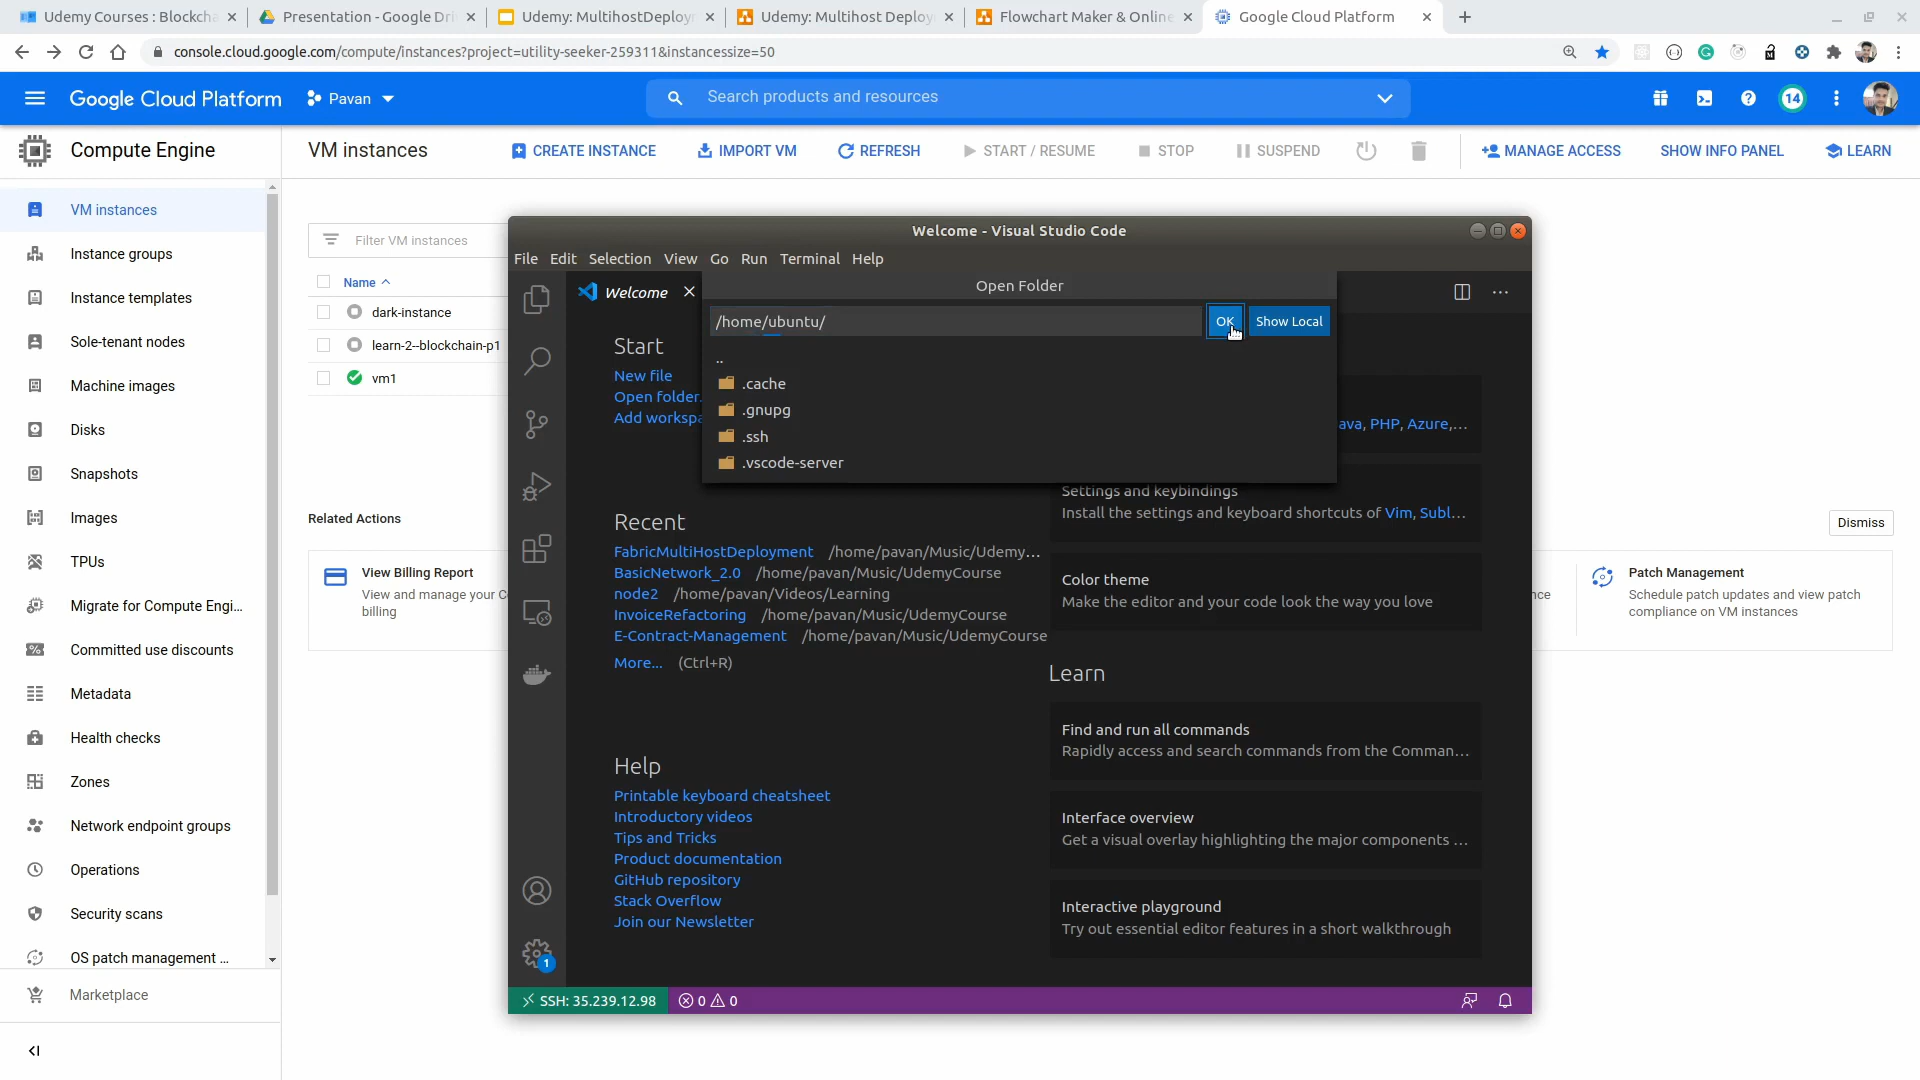 Udemy Courses : Blockcha
Presentation - Google Dri
Udemy: MultihostDeploy
Udemy: Multihost Deploy
Flowchart Maker & Online
Google Cloud Platform
console.cloud.google.com/compute/instances?project=utility-seeker-259311&instancessize=50
Google Cloud Platform
Pavan
Search products and resources
14
Compute Engine
VM instances
CREATE INSTANCE
IMPORT VM
REFRESH
START / RESUME
STOP
SUSPEND
MANAGE ACCESS
SHOW INFO PANEL
LEARN
VM instances
Instance groups
Instance templates
Sole-tenant nodes
Machine images
Disks
Snapshots
Images
TPUs
Migrate for Compute Engi...
Committed use discounts
Metadata
Health checks
Zones
Network endpoint groups
Operations
Security scans
OS patch management ...
Marketplace
Filter VM instances
Name
dark-instance
learn-2--blockchain-p1
vm1
Related Actions
Dismiss
View Billing Report
View and manage your C
billing
nce
Patch Management
Schedule patch updates and view patch
compliance on VM instances
Welcome - Visual Studio Code
File Edit Selection View Go Run Terminal Help
Welcome
Open Folder
/home/ubuntu/
OK
Show Local
..
.cache
.gnupg
.ssh
.vscode-server
Start
New file
Open folder.
Add workspa
Recent
FabricMultiHostDeployment /home/pavan/Music/Udemy...
BasicNetwork_2.0 /home/pavan/Music/UdemyCourse
node2 /home/pavan/Videos/Learning
InvoiceRefactoring /home/pavan/Music/UdemyCourse
E-Contract-Management /home/pavan/Music/UdemyCourse
More... (Ctrl+R)
Help
Printable keyboard cheatsheet
Introductory videos
Tips and Tricks
Product documentation
GitHub repository
Stack Overflow
Join our Newsletter
ava, PHP, Azure,...
Settings and keybindings
Install the settings and keyboard shortcuts of Vim, Subl...
Color theme
Make the editor and your code look the way you love
Learn
Find and run all commands
Rapidly access and search commands from the Comman...
Interface overview
Get a visual overlay highlighting the major components ...
Interactive playground
Try out essential editor features in a short walkthrough
1
SSH: 35.239.12.98
0
0